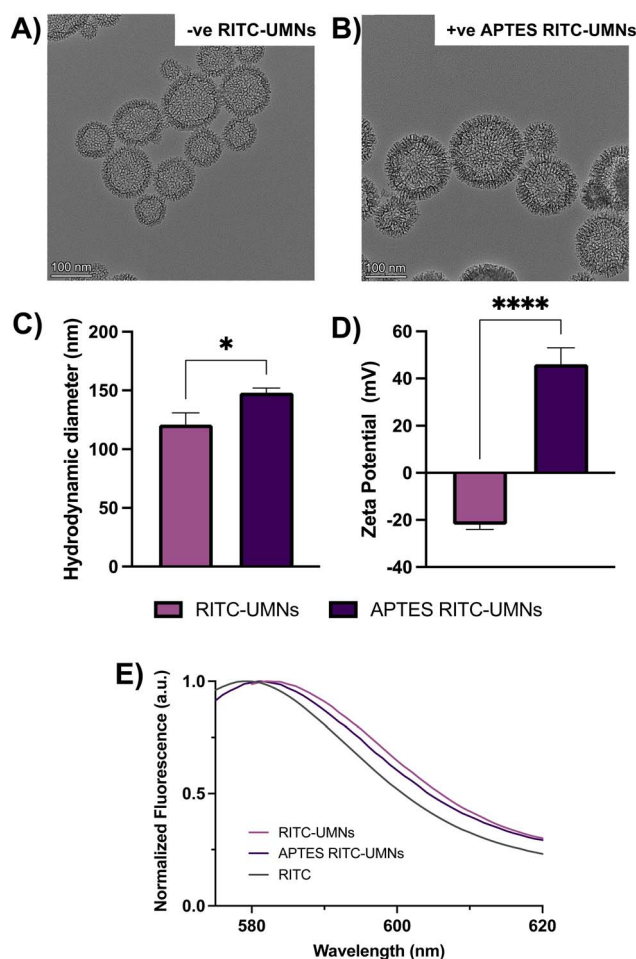 A)
-ve RITC-UMNs
B)
+ve APTES RITC-UMNs
100 nm
100 nm
C)
Hydrodynamic diameter (nm)
200
150
100
50
0
*
D)
Zeta Potential (mV)
60
40
20
0
-20
-40
****
RITC-UMNs
APTES RITC-UMNs
E)
Normalized Fluorescence (a.u.)
1.0
0.5
0.0
RITC-UMNs
APTES RITC-UMNs
RITC
580
600
620
Wavelength (nm)